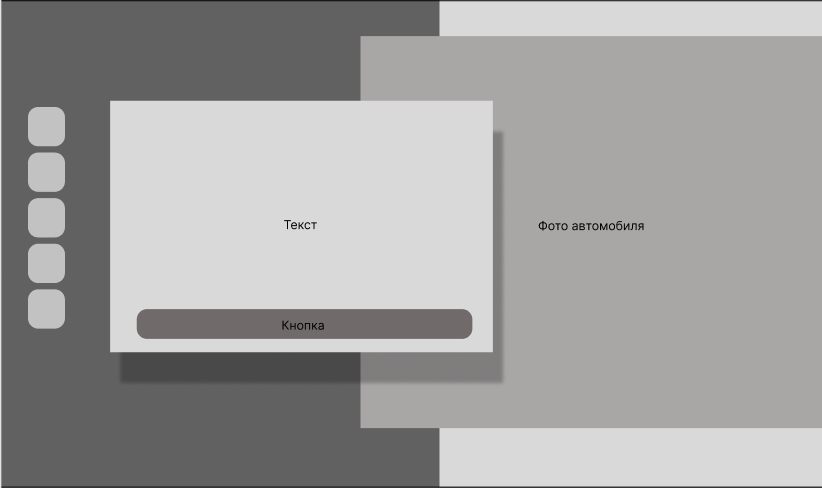 Текст
Фото автомобиля
Кнопка